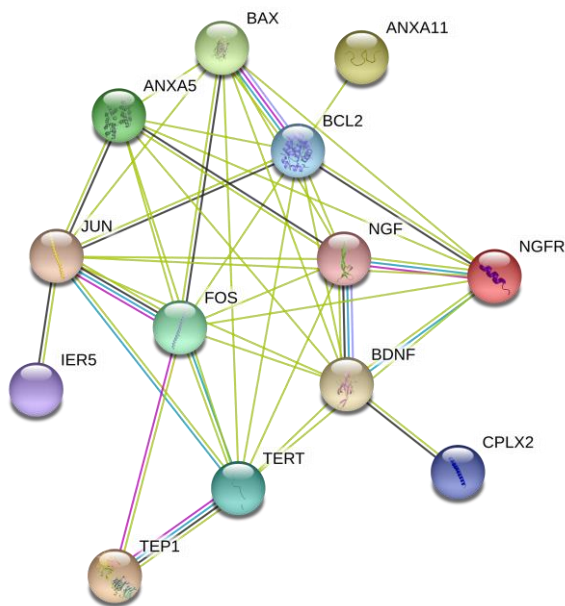 BAX
ANXA11
ANXA5
BCL2
JUN
NGF
NGFR
FOS
IER5
BDNF
CPLX2
TERT
TEP1